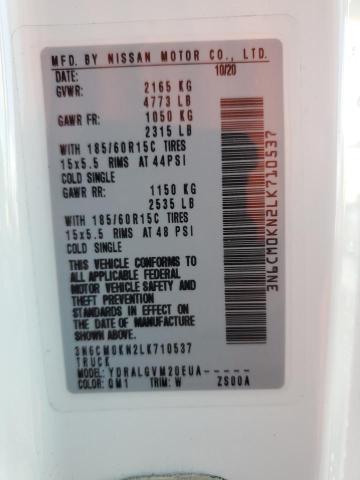 MFD. BY NISSAN MOTOR CO., LTD.
DATE: 10/20
GVWR: 2165 KG
4773 LB
GAWR FR: 1050 KG
2315 LB
WITH 185/60R15C TIRES
15x5.5 RIMS AT 44PSI
COLD SINGLE
GAWR RR: 1150 KG
2535 LB
WITH 185/60R15C TIRES
15x5.5 RIMS AT 48 PSI
COLD SINGLE
THIS VEHICLE CONFORMS TO
ALL APPLICABLE FEDERAL
MOTOR VEHICLE SAFETY AND
THEFT PREVENTION
STANDARDS IN EFFECT ON
THE DATE OF MANUFACTURE
SHOWN ABOVE.
3N6CM0KN2LK710537
TRUCK
MODEL: YDRALGVM20EUA-----
COLOR: QM1 TRIM: W ZS00A
3N6CM0KN2LK710537